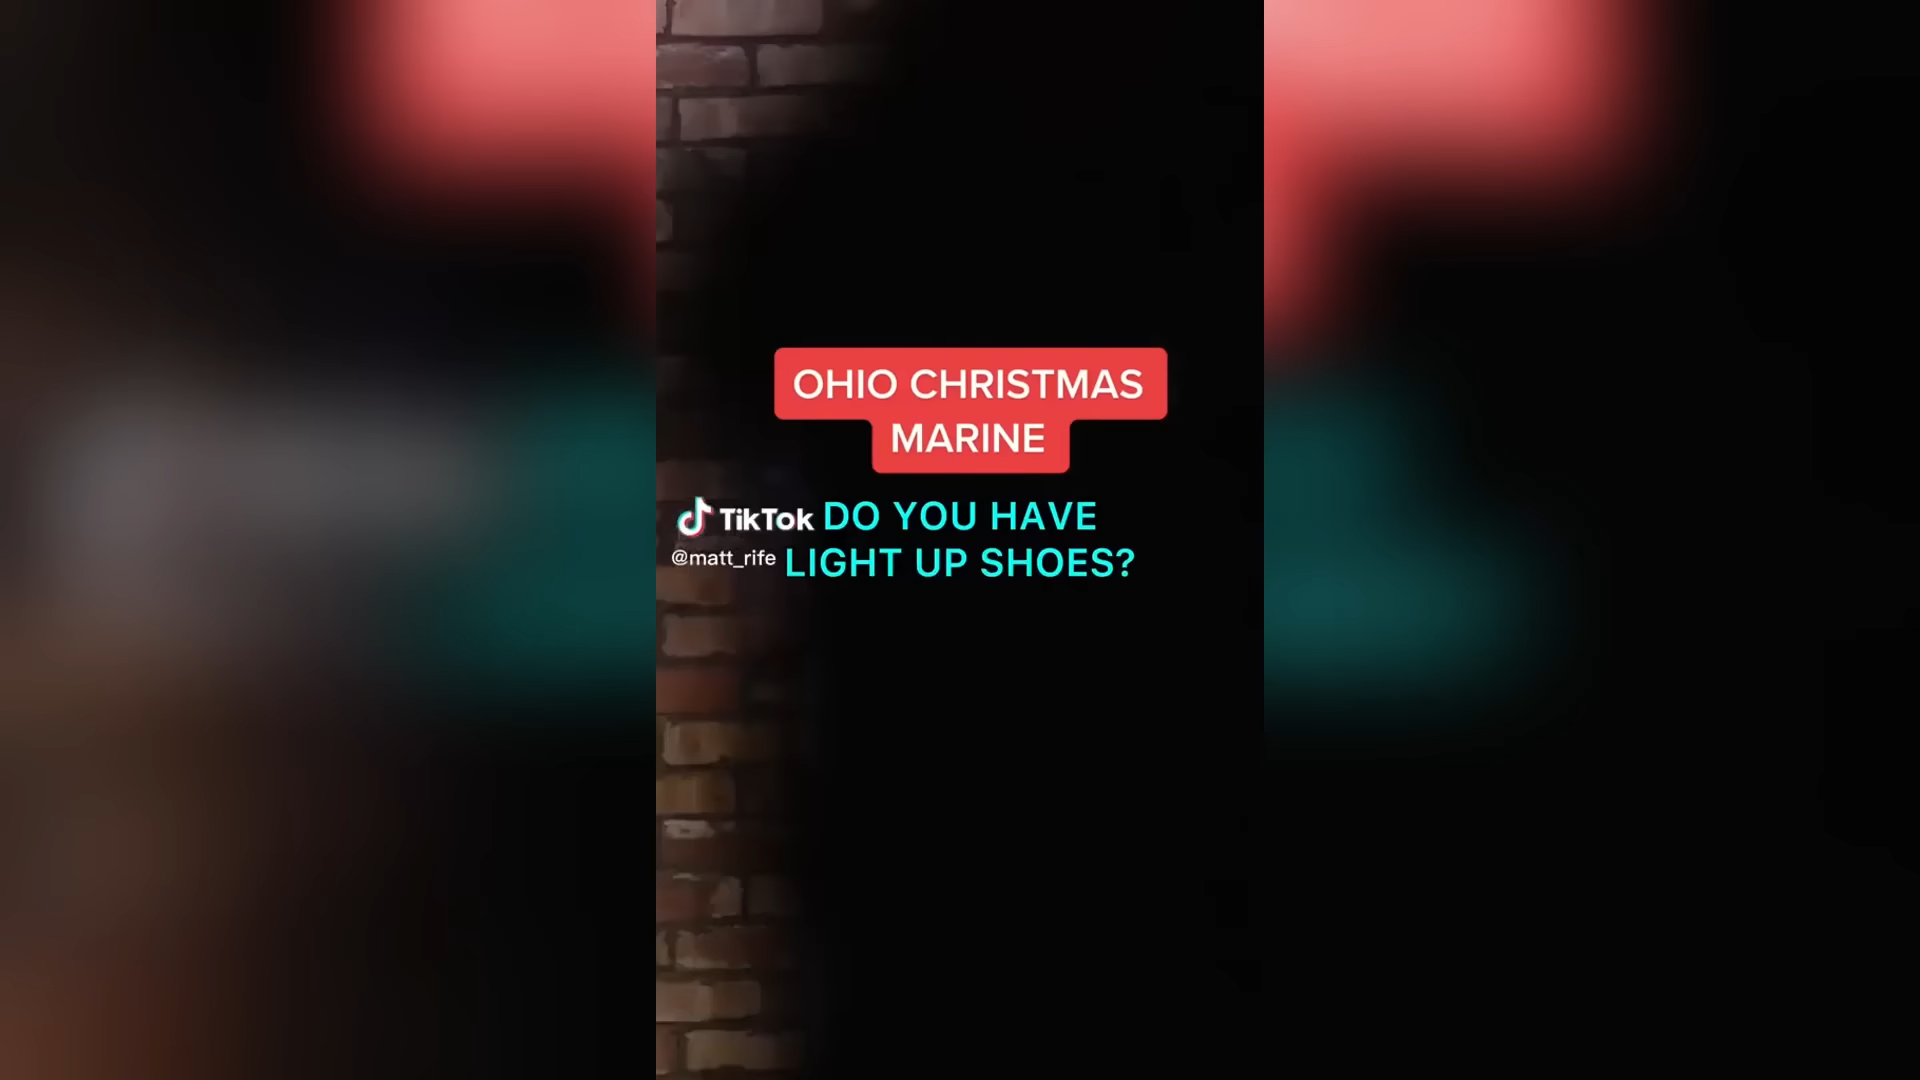 OHIO CHRISTMAS
MARINE
TikTok
@matt_rife
DO YOU HAVE
LIGHT UP SHOES?